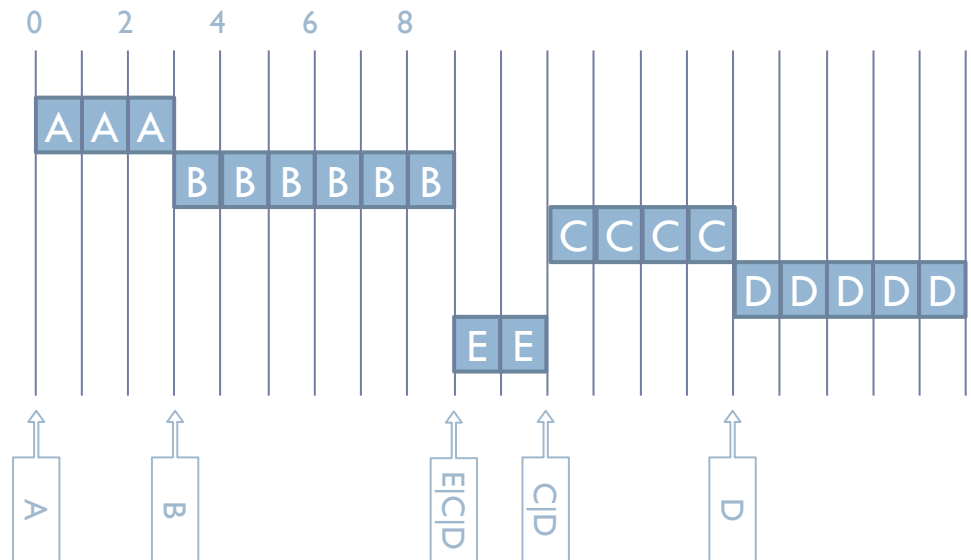 0 2 4 6 8
A A A
B B B B B B
C C C C
D D D D D
E E
A
B
E|C|D
C|D
D